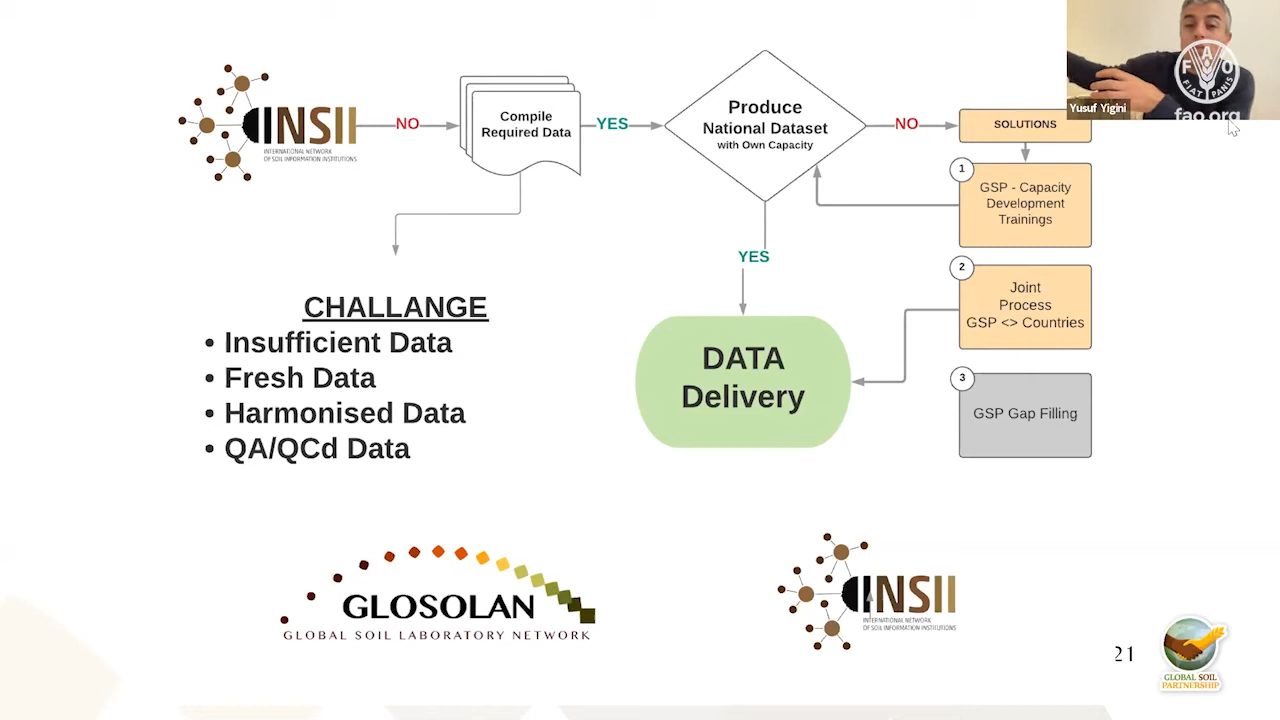 INSII
INTERNATIONAL NETWORK
OF SOIL INFORMATION INSTITUTIONS
NO
Compile
Required Data
YES
Produce
National Dataset
with Own Capacity
NO
SOLUTIONS
1
GSP - Capacity
Development
Trainings
2
Joint
Process
GSP <> Countries
3
GSP Gap Filling
YES
DATA
Delivery
CHALLANGE
• Insufficient Data
• Fresh Data
• Harmonised Data
• QA/QCd Data
GLOSOLAN
GLOBAL SOIL LABORATORY NETWORK
INSII
INTERNATIONAL NETWORK
OF SOIL INFORMATION INSTITUTIONS
21
GLOBAL SOIL
PARTNERSHIP
Yusuf Yigini
FAO
FIAT PANIS
fao.org